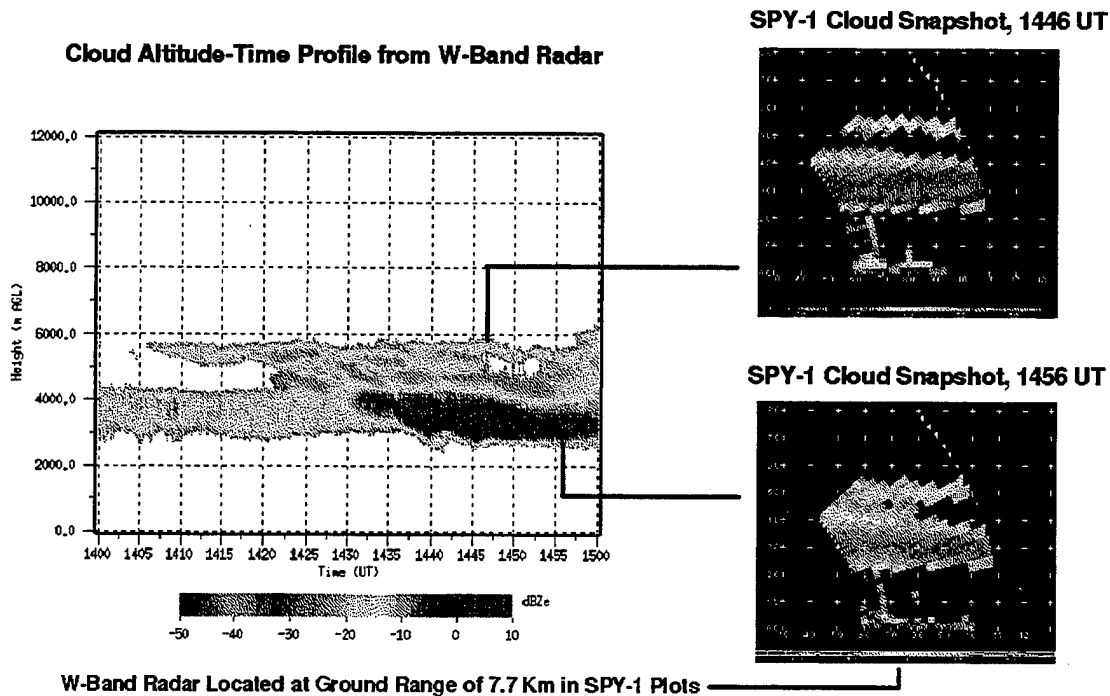 SPY-1 Cloud Snapshot, 1446 UT
Cloud Altitude-Time Profile from W-Band Radar
12000.0
10000.0
8000.0
6000.0
4000.0
2000.0
0.0
Height (m AGL)
1400 1405 1410 1415 1420 1425 1430 1435 1440 1445 1450 1455 1500
Time (UT)
dBZe
-50 -40 -30 -20 -10 0 10
SPY-1 Cloud Snapshot, 1456 UT
W-Band Radar Located at Ground Range of 7.7 Km in SPY-1 Plots